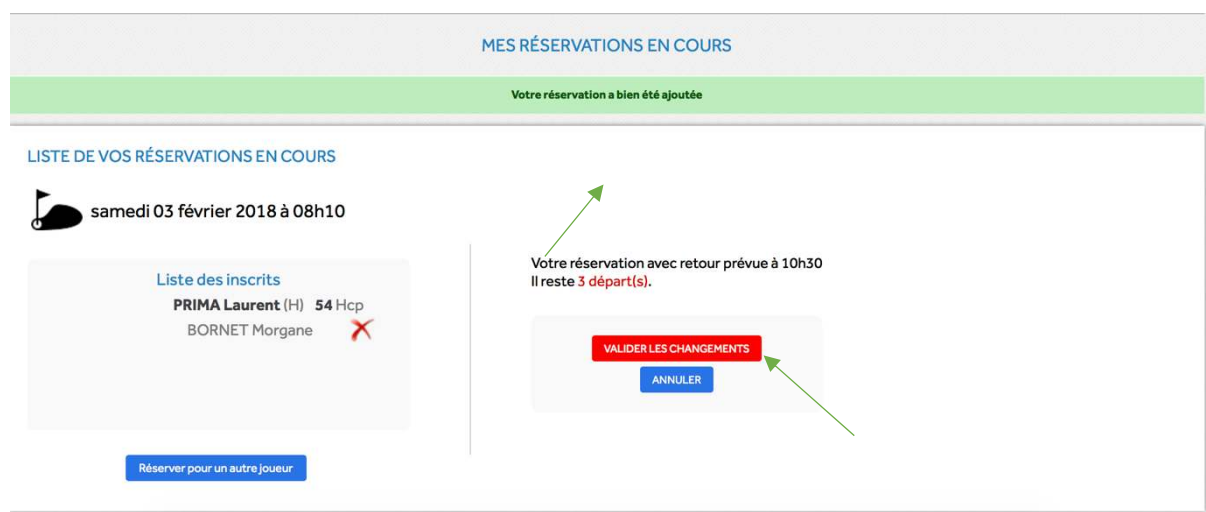 MES RÉSERVATIONS EN COURS
Votre réservation a bien été ajoutée
LISTE DE VOS RÉSERVATIONS EN COURS
samedi 03 février 2018 à 08h10
Liste des inscrits
PRIMA Laurent (H) 54 Hcp
BORNET Morgane
Réserver pour un autre joueur
Votre réservation avec retour prévue à 10h30
Il reste 3 départ(s).
VALIDER LES CHANGEMENTS
ANNULER